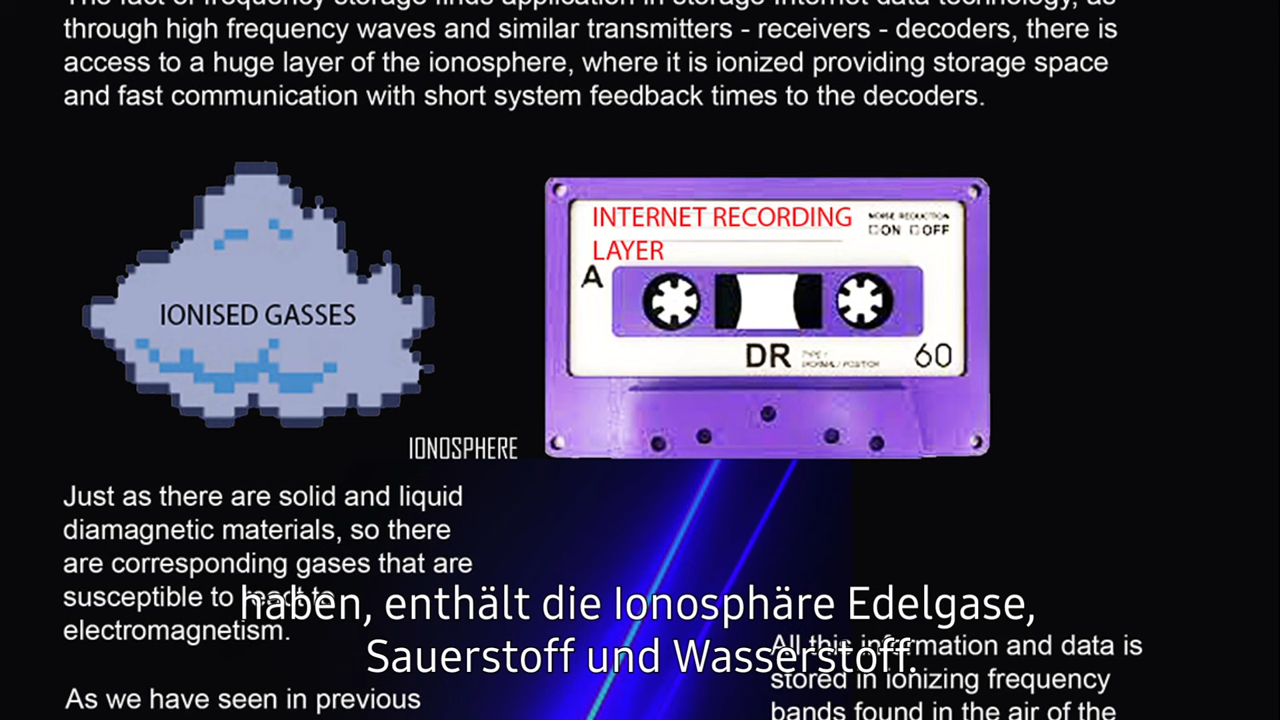 through high frequency waves and similar transmitters - receivers - decoders, there is
access to a huge layer of the ionosphere, where it is ionized providing storage space
and fast communication with short system feedback times to the decoders.
INTERNET RECORDING
LAYER
NOISE REDUCTION
ON OFF
A
IONISED GASSES
DR
60
IONOSPHERE
Just as there are solid and liquid
diamagnetic materials, so there
are corresponding gases that are
susceptible to
electromagnetism.
haben, enthält die Ionosphäre Edelgase,
Sauerstoff und Wasserstoff.
All this information and data is
stored in ionizing frequency
bands found in the air of the
As we have seen in previous